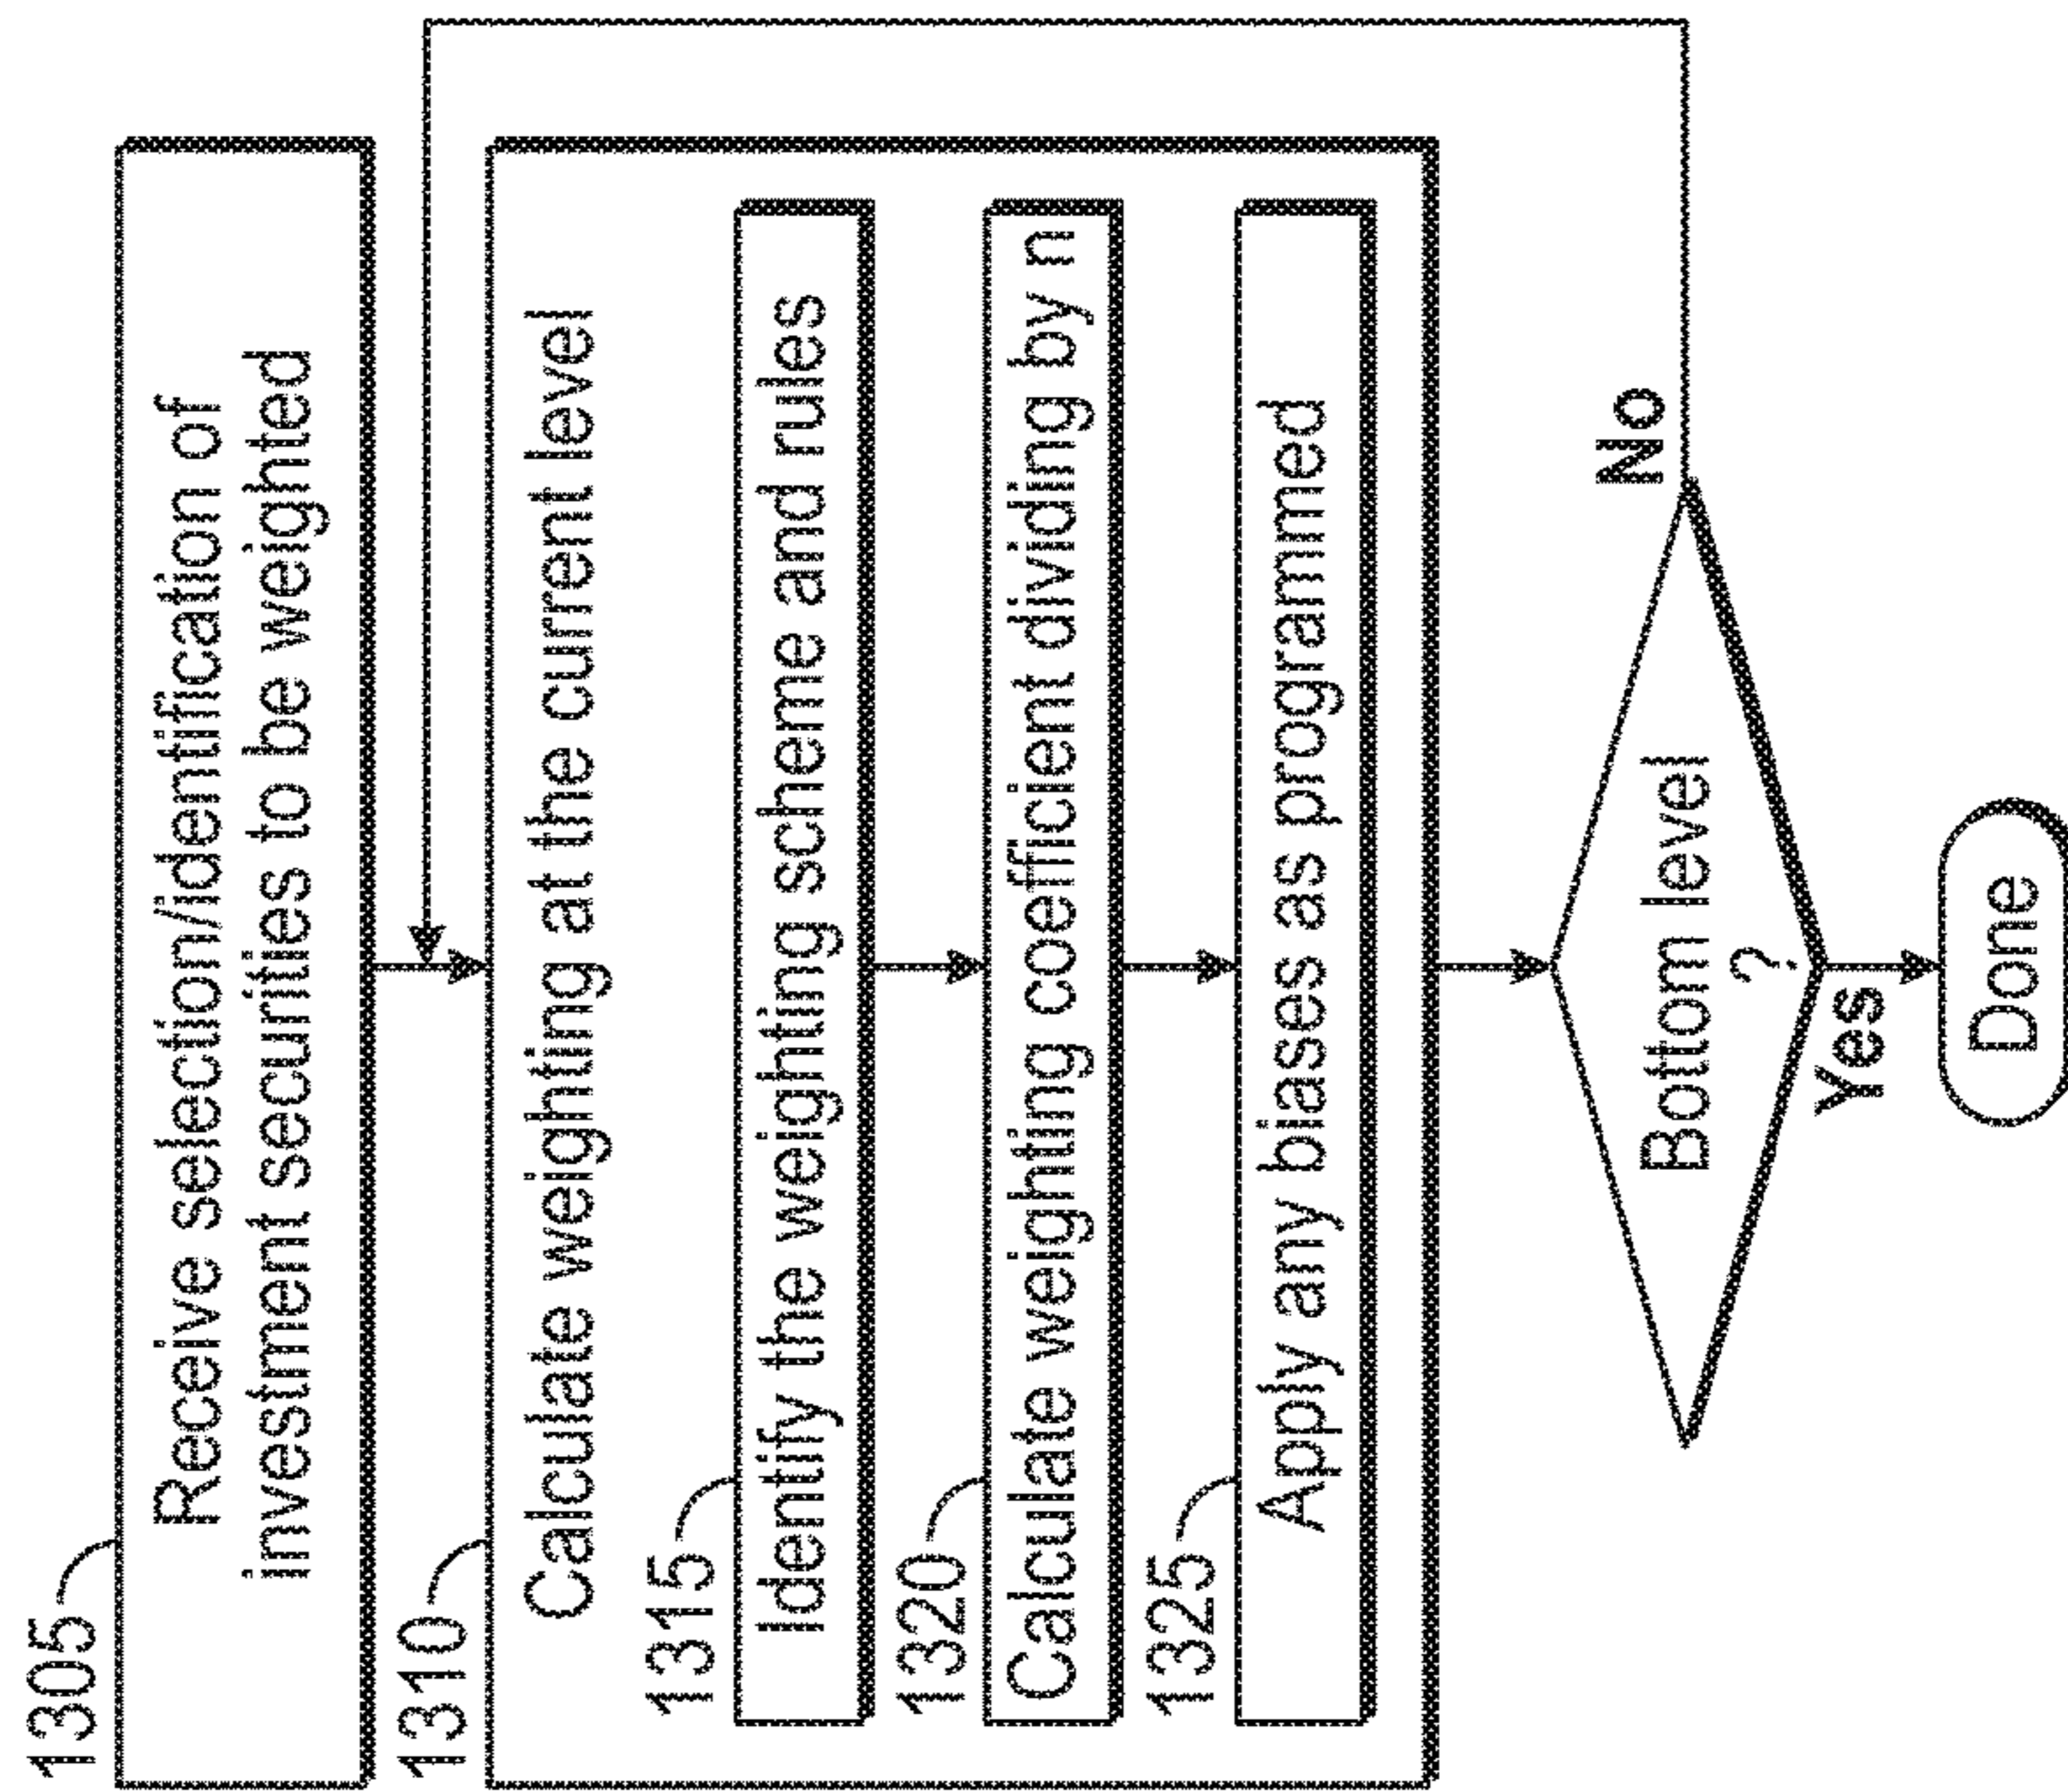 1305
Receive selection/identification of
investment securities to be weighted
1310
Calculate weighting at the current level
1315
Identify the weighting scheme and rules
1320
Calculate weighting coefficient dividing by n
1325
Apply any biases as programmed
Bottom level
?
No
Yes
Done